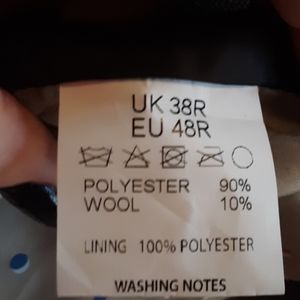 UK 38R
EU 48R
POLYESTER 90%
WOOL 10%
LINING 100% POLYESTER
WASHING NOTES